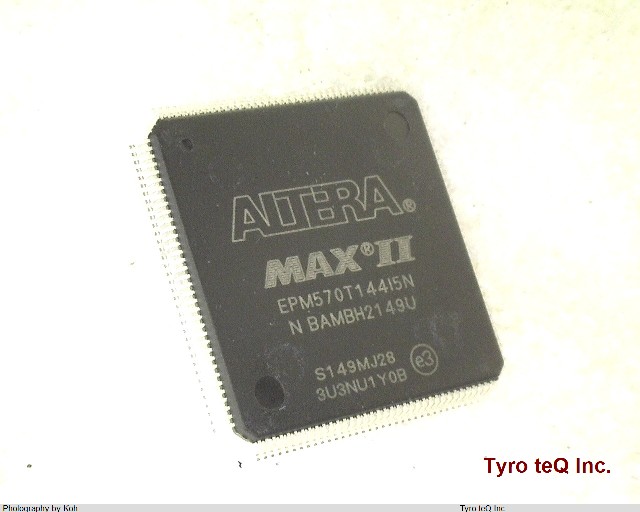 ALTERA®
MAX® II
EPM570T144I5N
N BAMBH2149U
S149MJ28 e3
3U3NU1Y0B
Tyro teQ Inc.
Photography by Koh
Tyro teQ Inc